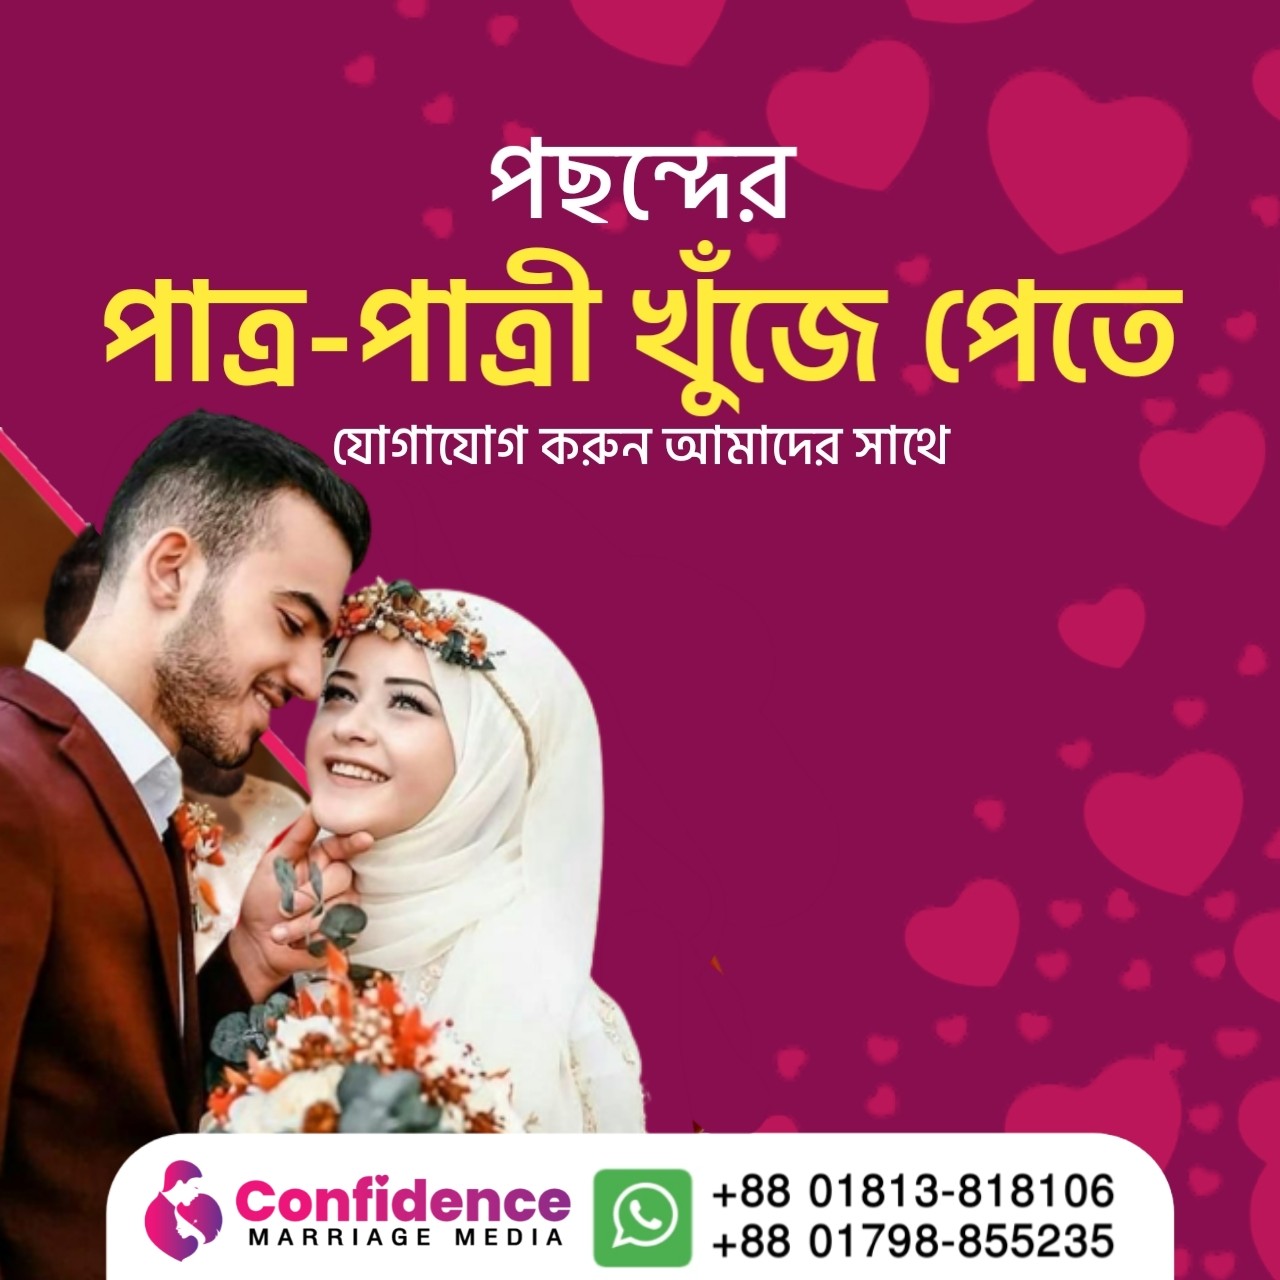 পছন্দের
পাত্র-পাত্রী খুঁজে পেতে
যোগাযোগ করুন আমাদের সাথে
Confidence
MARRIAGE MEDIA
+88 01813-818106
+88 01798-855235